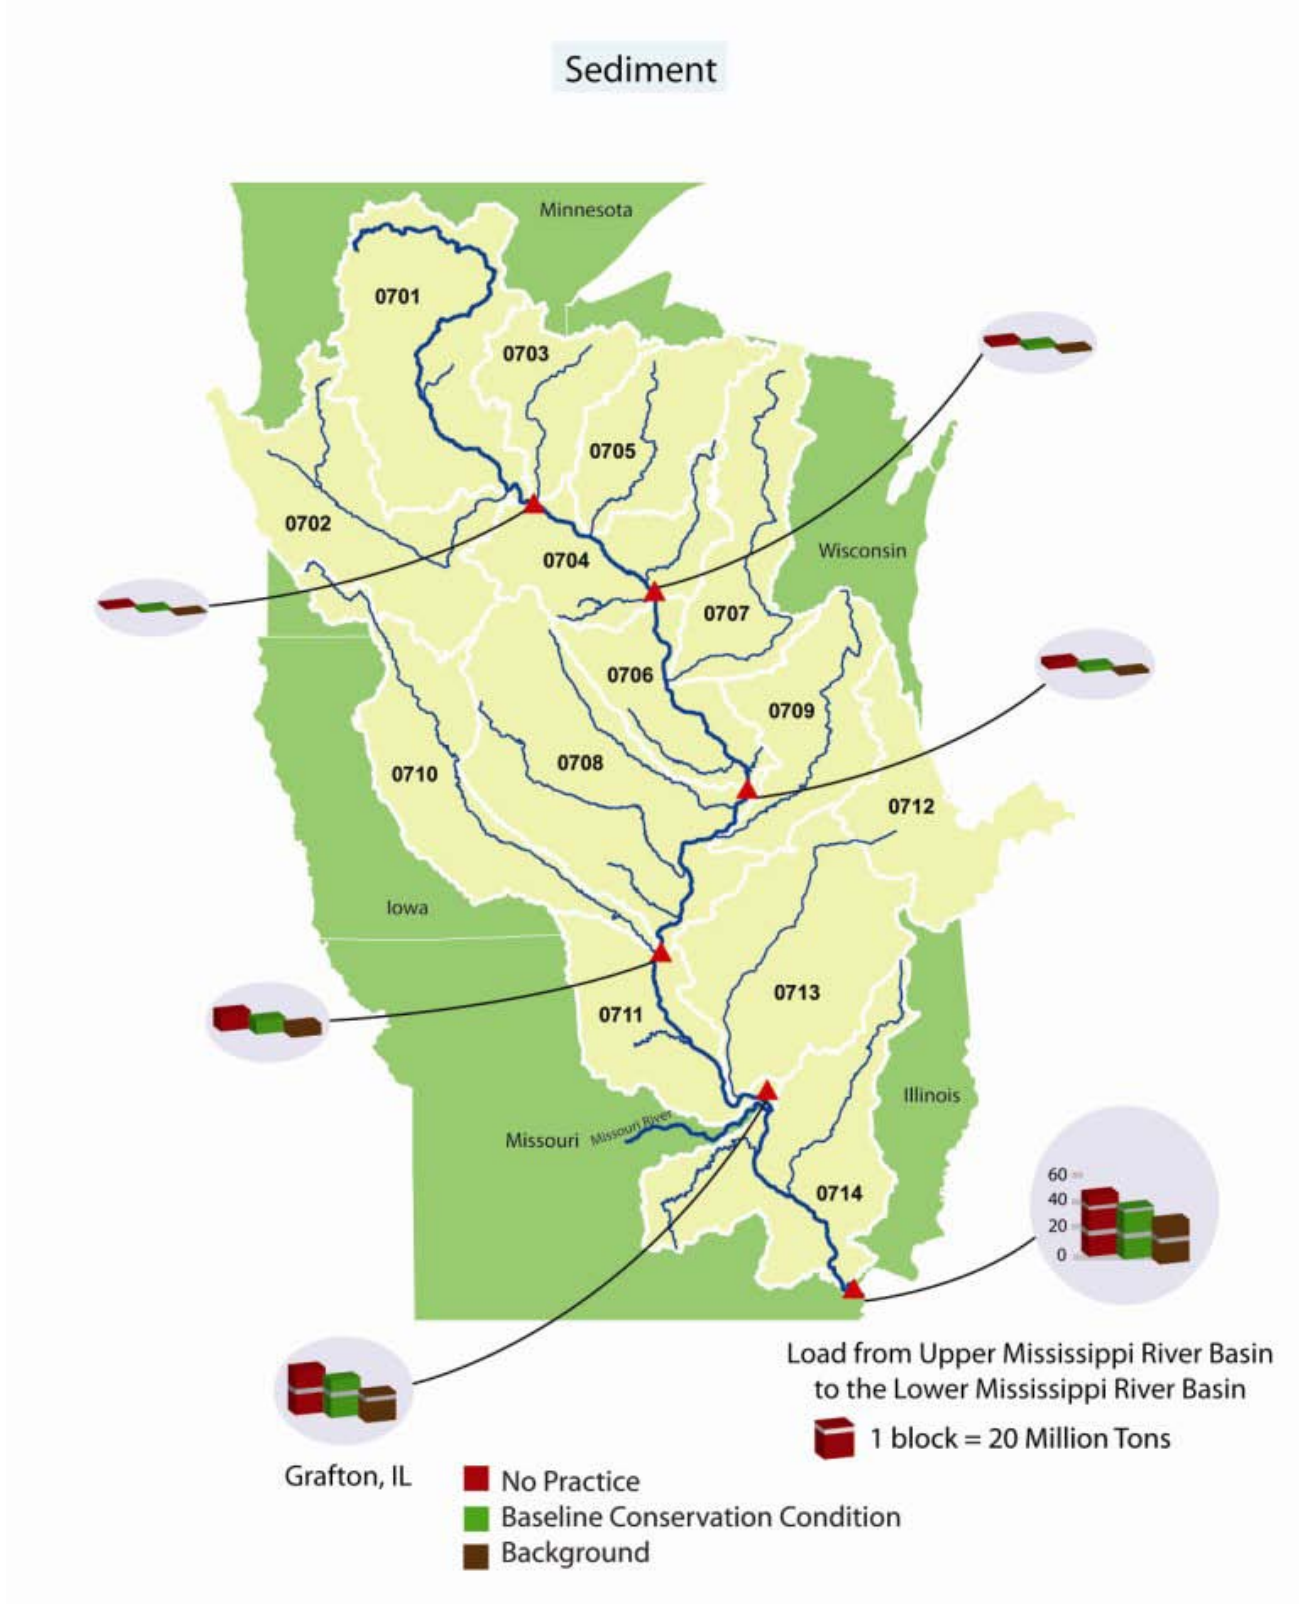 Sediment
Minnesota
0701
0703
0705
0702
Wisconsin
0704
0707
0706
0709
0708
0710
0712
Iowa
0713
0711
Illinois
Missouri
Missouri River
0714
60
40
20
0
Load from Upper Mississippi River Basin
to the Lower Mississippi River Basin
1 block = 20 Million Tons
Grafton, IL
No Practice
Baseline Conservation Condition
Background